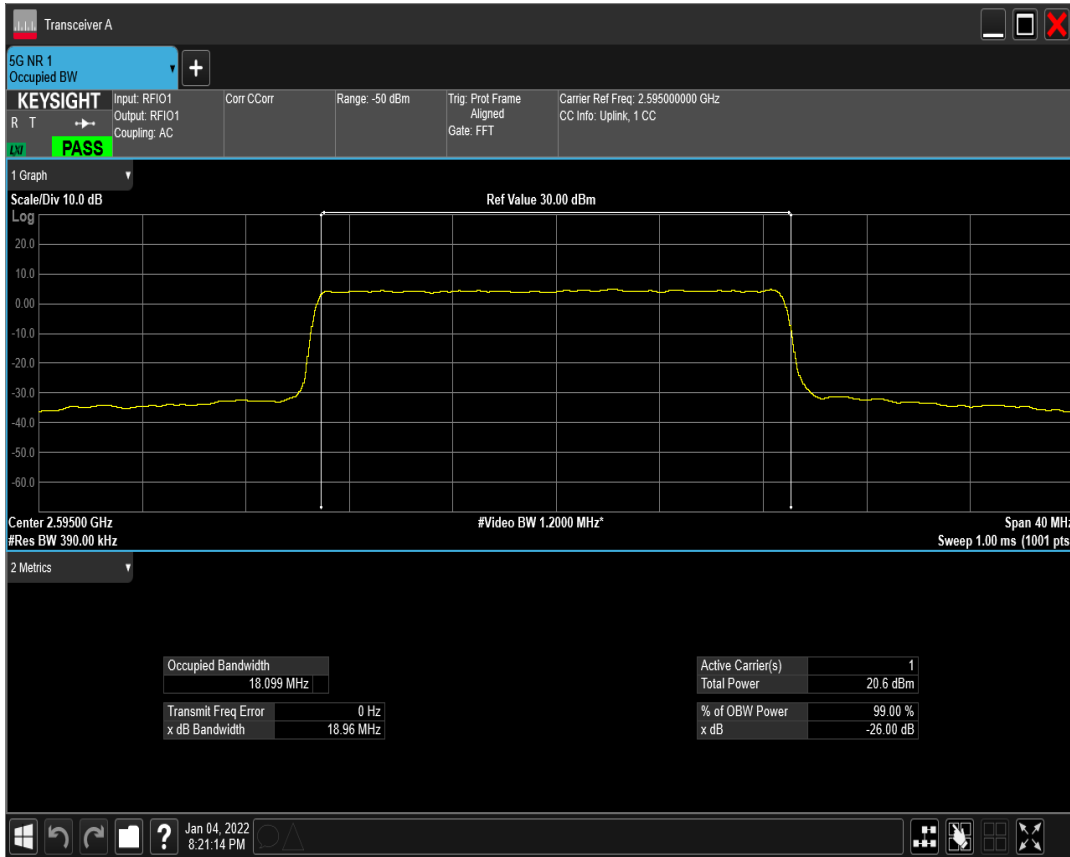 Transceiver A
5G NR 1
Occupied BW
KEYSIGHT
R T
LXI
PASS
Input: RFIO1
Output: RFIO1
Coupling: AC
Corr CCorr
Range: -50 dBm
Trig: Prot Frame
Aligned
Gate: FFT
Carrier Ref Freq: 2.595000000 GHz
CC Info: Uplink, 1 CC
1 Graph
Scale/Div 10.0 dB
Ref Value 30.00 dBm
Log
20.0
10.0
0.00
-10.0
-20.0
-30.0
-40.0
-50.0
-60.0
Center 2.59500 GHz
#Video BW 1.2000 MHz*
Span 40 MHz
#Res BW 390.00 kHz
Sweep 1.00 ms (1001 pts
2 Metrics
Occupied Bandwidth
18.099 MHz
Transmit Freq Error 0 Hz
x dB Bandwidth 18.96 MHz
Active Carrier(s) 1
Total Power 20.6 dBm
% of OBW Power 99.00 %
x dB -26.00 dB
?
Jan 04, 2022
8:21:14 PM